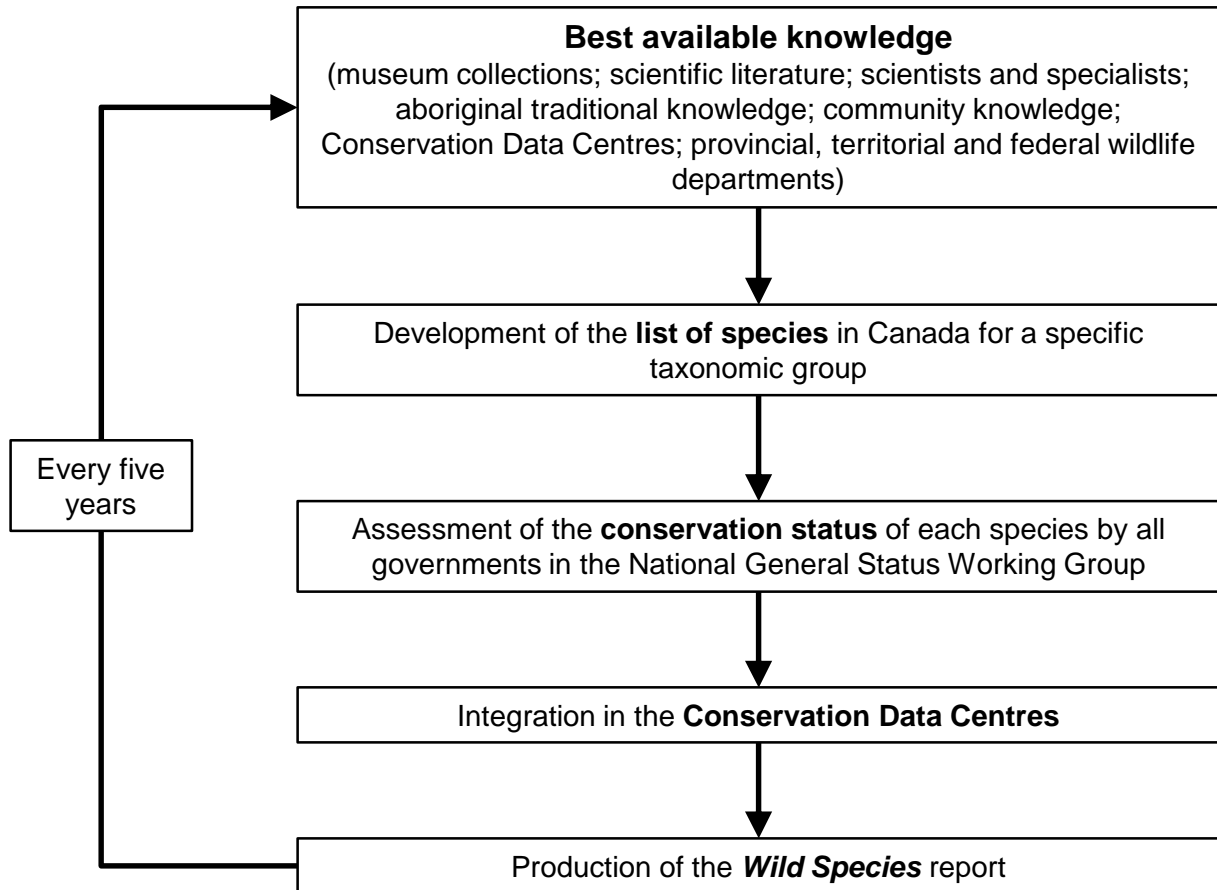 Best available knowledge
(museum collections; scientific literature; scientists and specialists;
aboriginal traditional knowledge; community knowledge;
Conservation Data Centres; provincial, territorial and federal wildlife
departments)
Development of the list of species in Canada for a specific
taxonomic group
Every five
years
Assessment of the conservation status of each species by all
governments in the National General Status Working Group
Integration in the Conservation Data Centres
Production of the Wild Species report